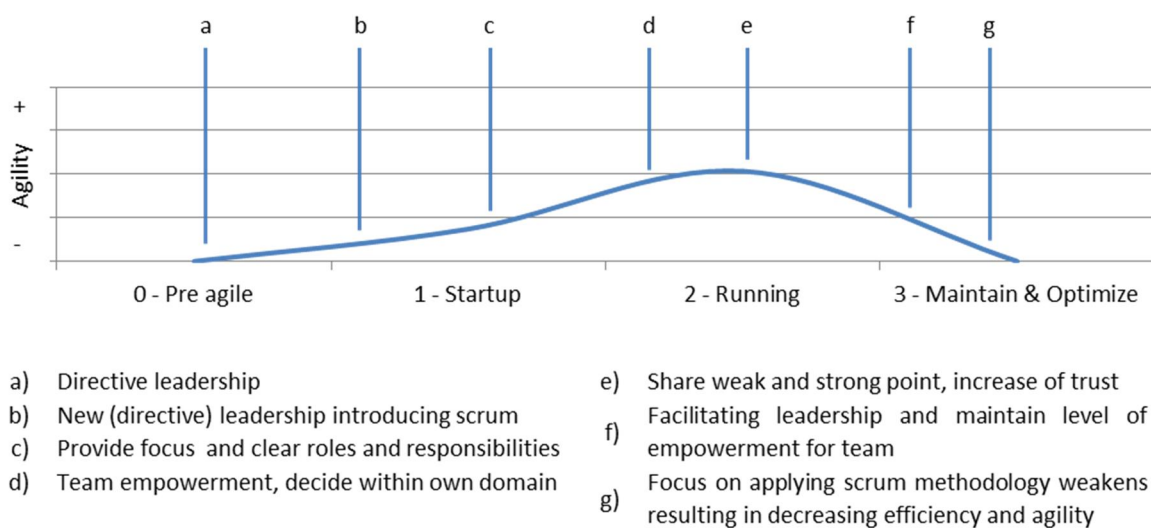 a b c d e f g
+
Agility
-
0 - Pre agile 1 - Startup 2 - Running 3 - Maintain & Optimize
a) Directive leadership
b) New (directive) leadership introducing scrum
c) Provide focus and clear roles and responsibilities
d) Team empowerment, decide within own domain
e) Share weak and strong point, increase of trust
f) Facilitating leadership and maintain level of
empowerment for team
g) Focus on applying scrum methodology weakens
resulting in decreasing efficiency and agility